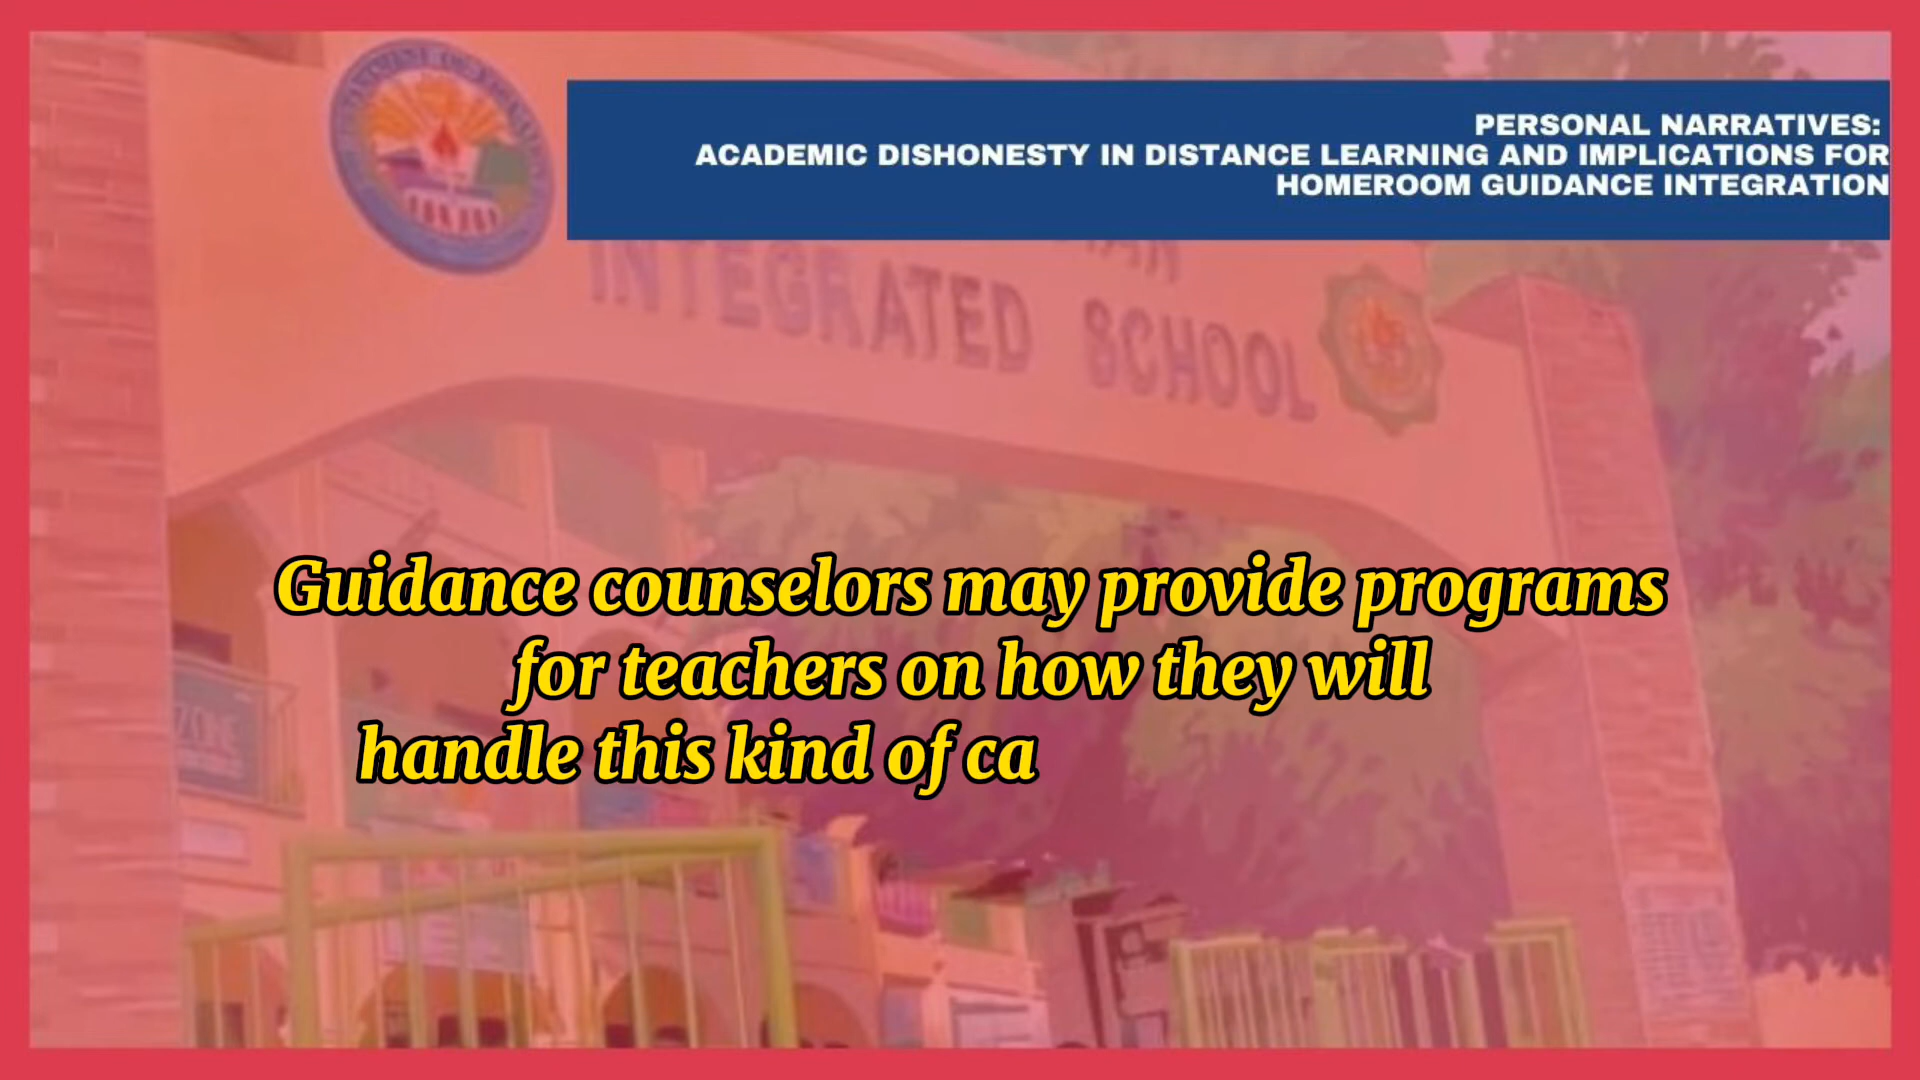 PERSONAL NARRATIVES:
ACADEMIC DISHONESTY IN DISTANCE LEARNING AND IMPLICATIONS FOR
HOMEROOM GUIDANCE INTEGRATION
INTEGRATED SCHOOL
Guidance counselors may provide programs
for teachers on how they will
handle this kind of ca